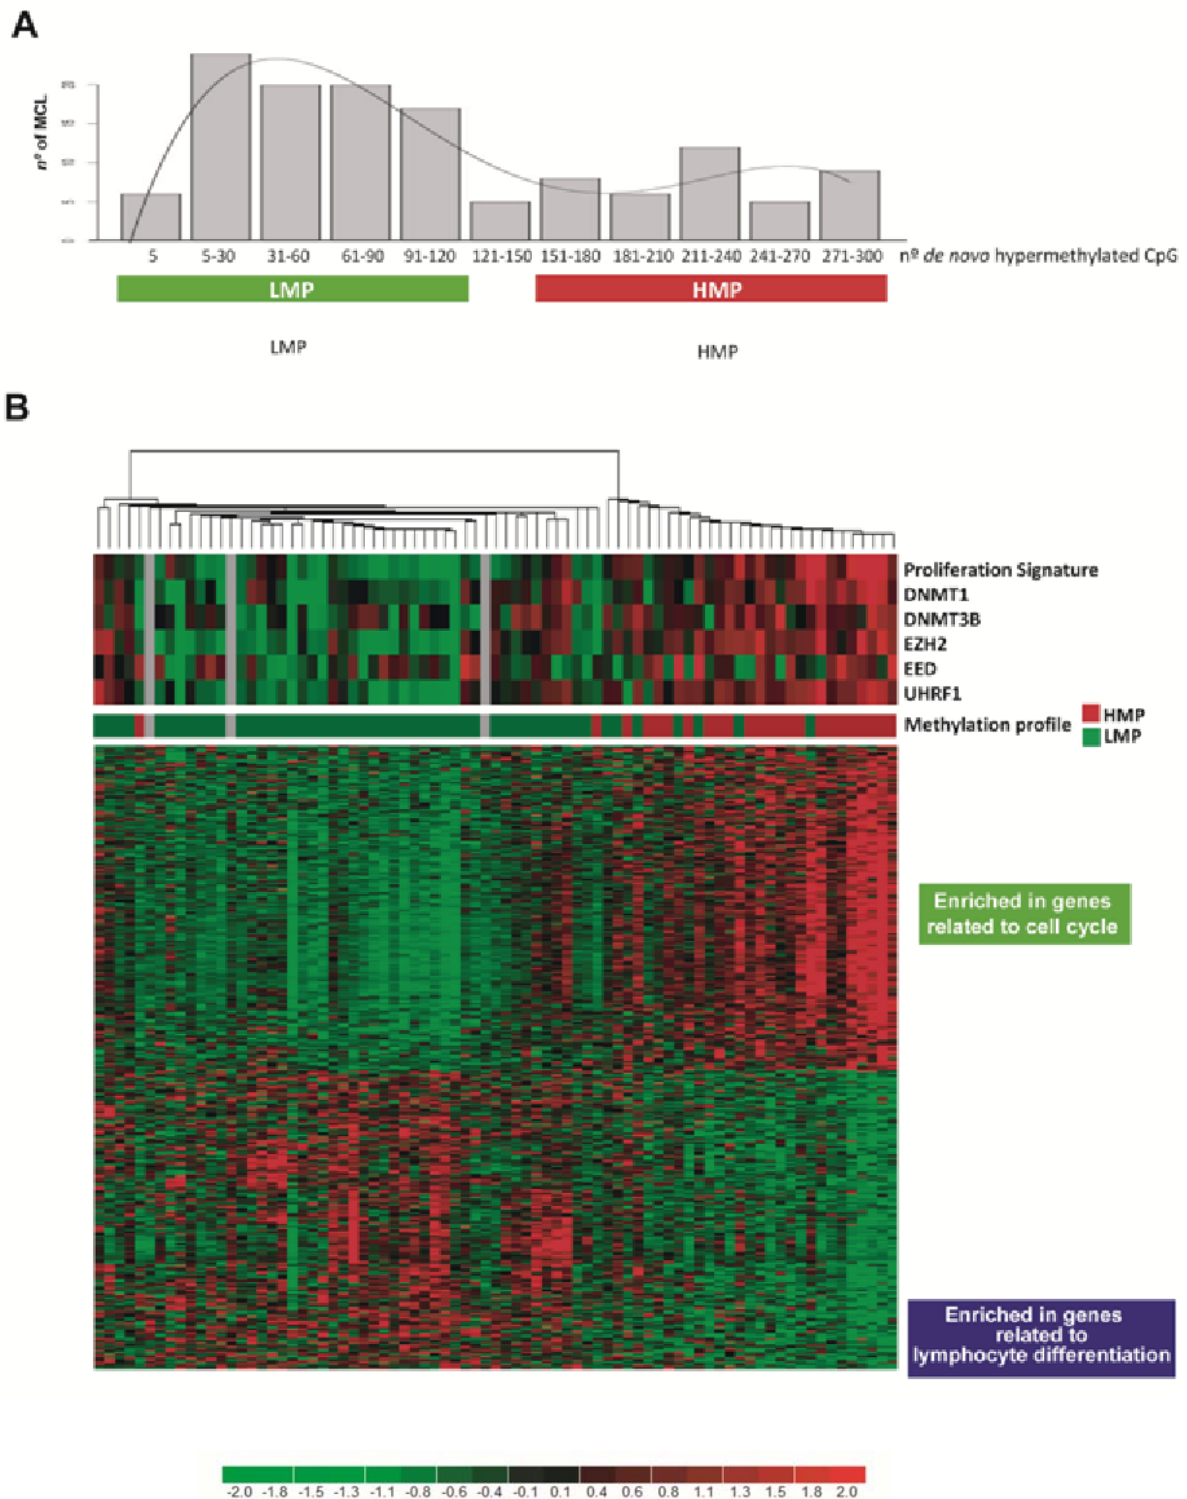 A
nº of MCL
5 5-30 31-60 61-90 91-120 121-150 151-180 181-210 211-240 241-270 271-300 nº de novo hypermethylated CpG
LMP HMP
LMP HMP
B
Proliferation Signature
DNMT1
DNMT3B
EZH2
EED
UHRF1
Methylation profile
HMP
LMP
Enriched in genes
related to cell cycle
Enriched in genes
related to
lymphocyte differentiation
-2.0 -1.8 -1.5 -1.3 -1.1 -0.8 -0.6 -0.4 -0.1 0.1 0.4 0.6 0.8 1.1 1.3 1.5 1.8 2.0